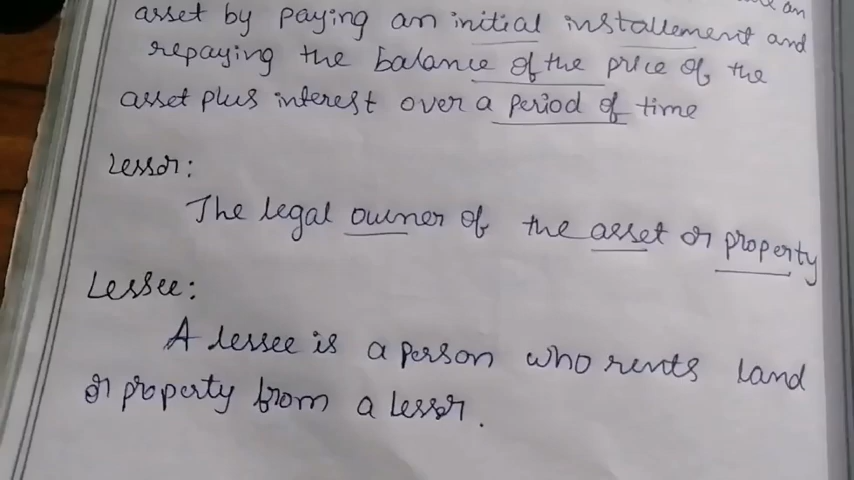 an
asset by paying an initial installement and
repaying the balance of the price of the
asset plus interest over a period of time
Lessor:
The legal owner of the asset or property
Lessee:
A lessee is a person who rents land
or property from a lessor.